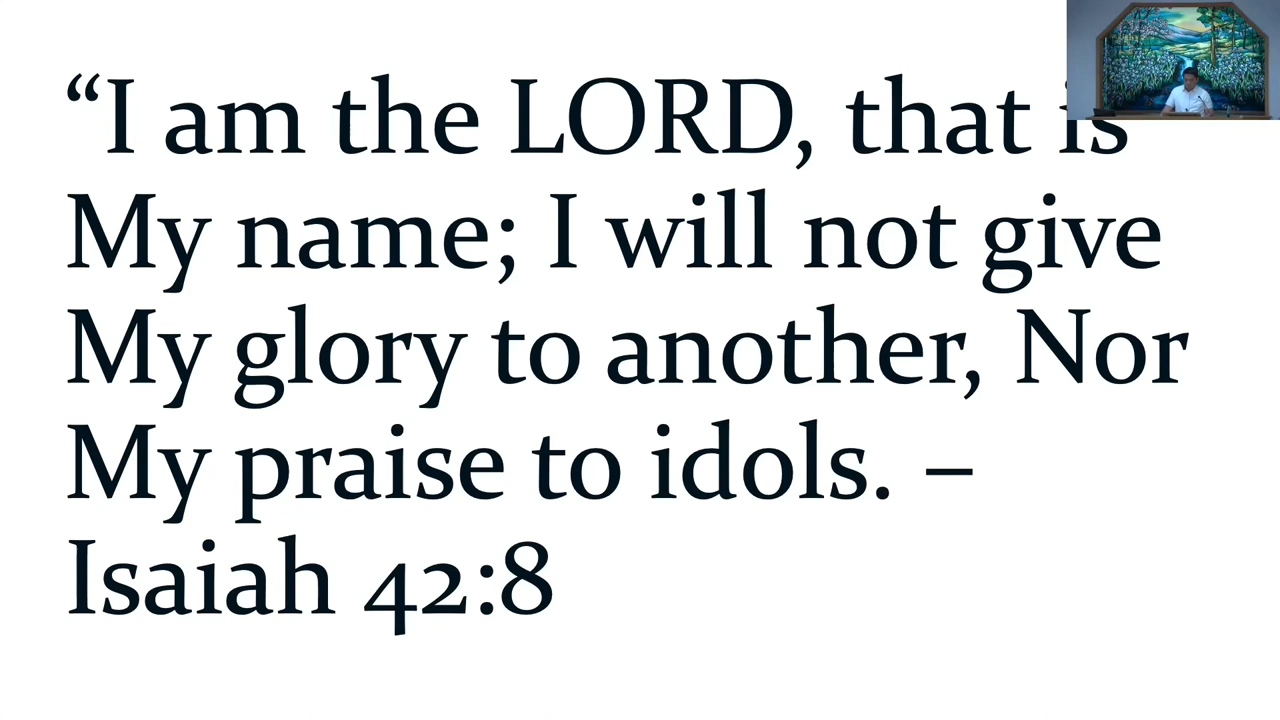 “I am the LORD, that is
My name; I will not give
My glory to another, Nor
My praise to idols. –
Isaiah 42:8